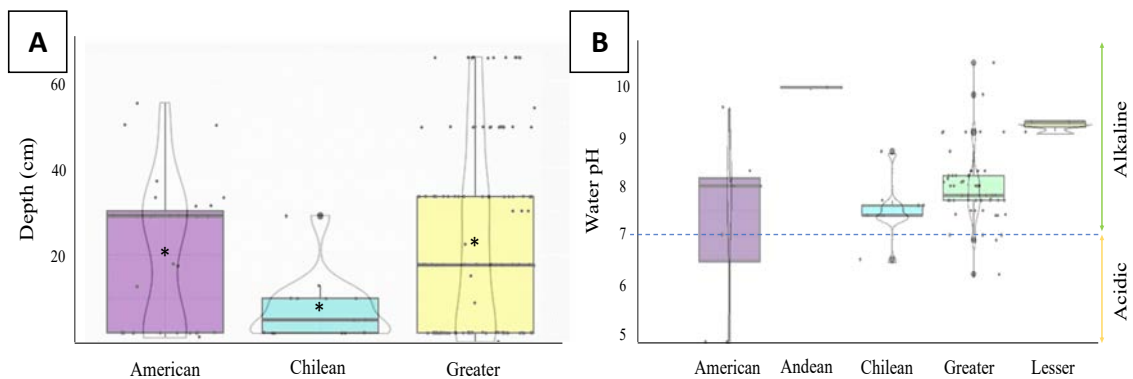 A
Depth (cm)
60
40
20
*
*
*
American
Chilean
Greater
B
Water pH
10
9
8
7
6
5
American
Andean
Chilean
Greater
Lesser
Alkaline
Acidic